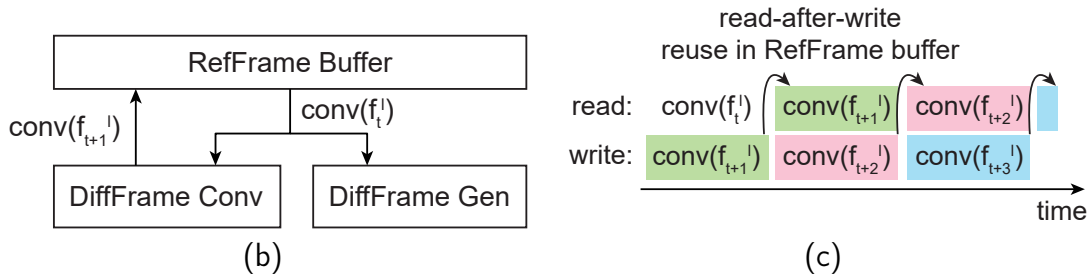 RefFrame Buffer
conv(f_{t+1}^l)
conv(f_t^l)
DiffFrame Conv
DiffFrame Gen
(b)
read-after-write
reuse in RefFrame buffer
read: conv(f_t^l) conv(f_{t+1}^l) conv(f_{t+2}^l)
write: conv(f_{t+1}^l) conv(f_{t+2}^l) conv(f_{t+3}^l)
time
(c)